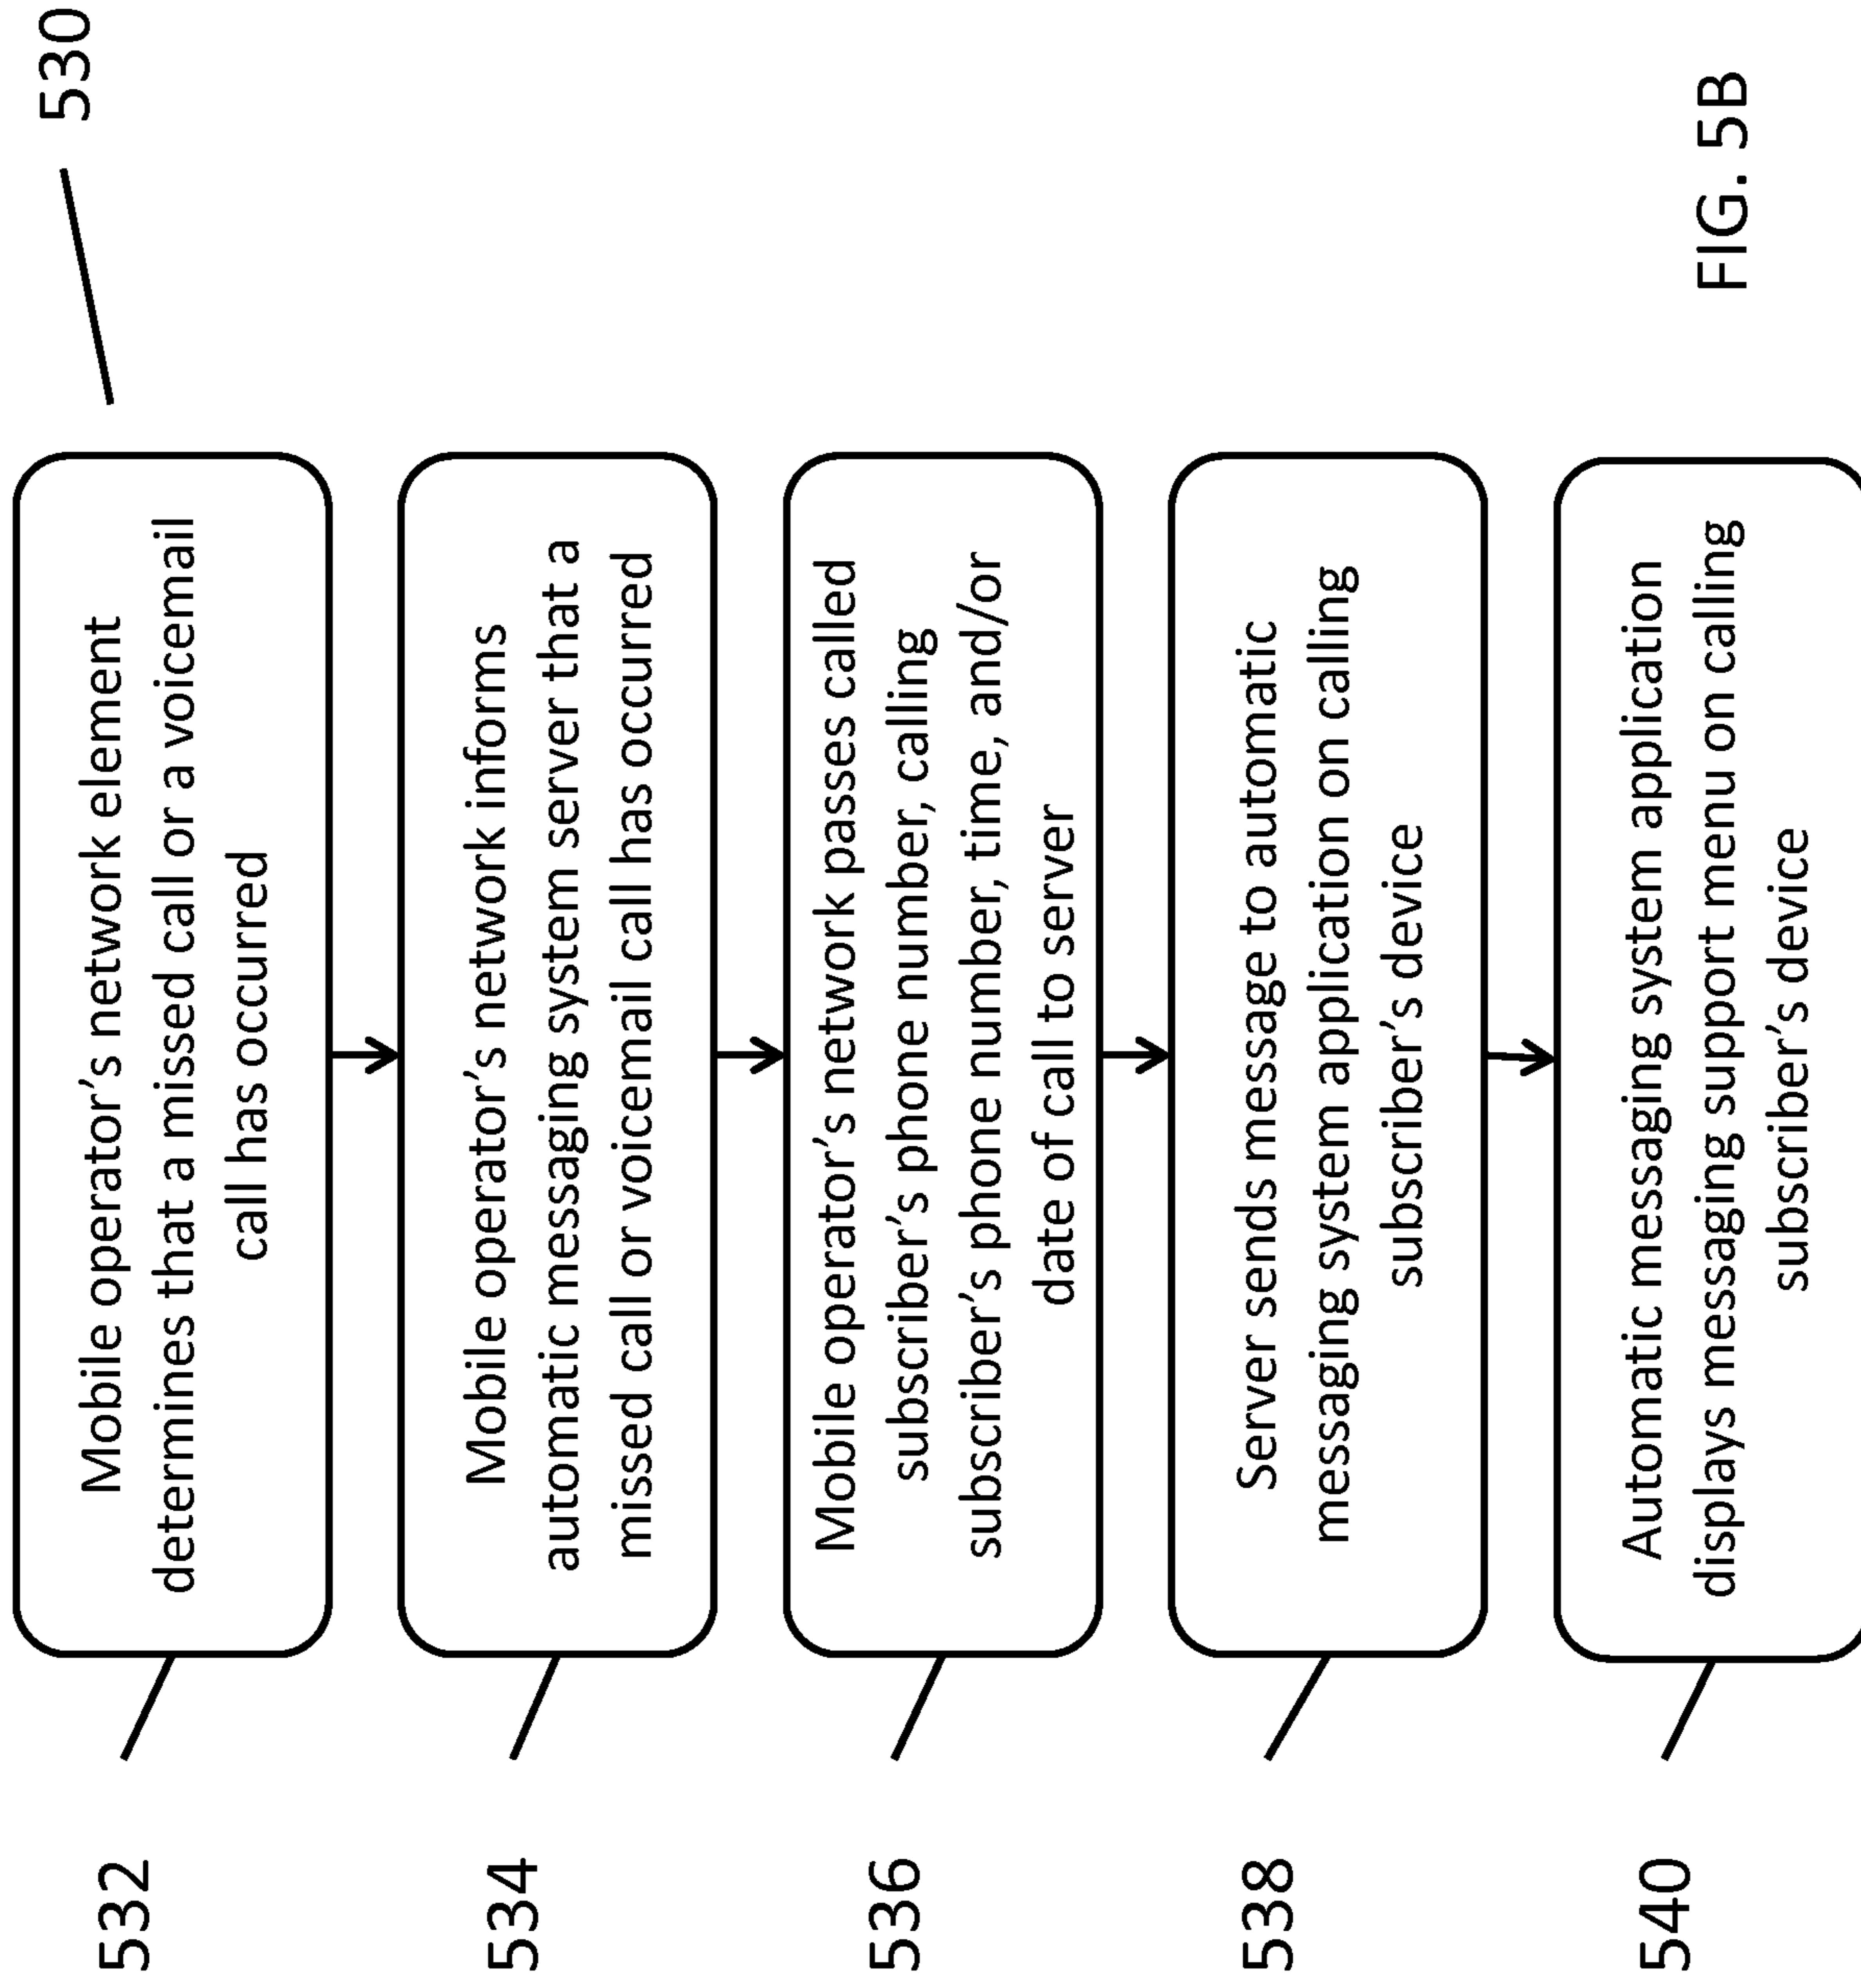 530
532
Mobile operator’s network element
determines that a missed call or a voicemail
call has occurred
534
Mobile operator’s network informs
automatic messaging system server that a
missed call or voicemail call has occurred
536
Mobile operator’s network passes called
subscriber’s phone number, calling
subscriber’s phone number, time, and/or
date of call to server
538
Server sends message to automatic
messaging system application on calling
subscriber’s device
540
Automatic messaging system application
displays messaging support menu on calling
subscriber’s device
FIG. 5B